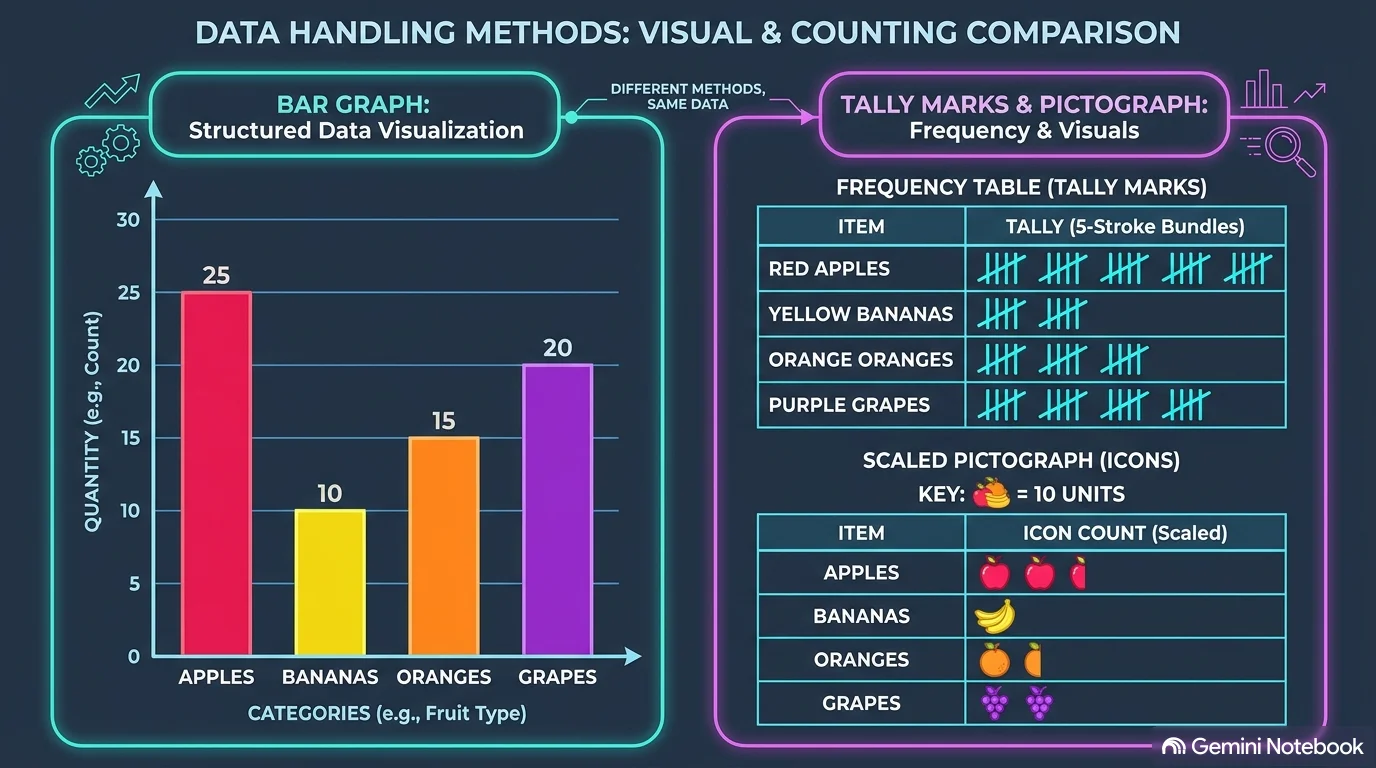 DATA HANDLING METHODS: VISUAL & COUNTING COMPARISON
BAR GRAPH:
Structured Data Visualization
DIFFERENT METHODS,
SAME DATA
TALLY MARKS & PICTOGRAPH:
Frequency & Visuals
30
25
20
15
10
5
0
QUANTITY (e.g., Count)
25
10
15
20
APPLES BANANAS ORANGES GRAPES
CATEGORIES (e.g., Fruit Type)
FREQUENCY TABLE (TALLY MARKS)
ITEM TALLY (5-Stroke Bundles)
RED APPLES
YELLOW BANANAS
ORANGE ORANGES
PURPLE GRAPES
SCALED PICTOGRAPH (ICONS)
KEY: = 10 UNITS
ITEM ICON COUNT (Scaled)
APPLES
BANANAS
ORANGES
GRAPES
Gemini Notebook